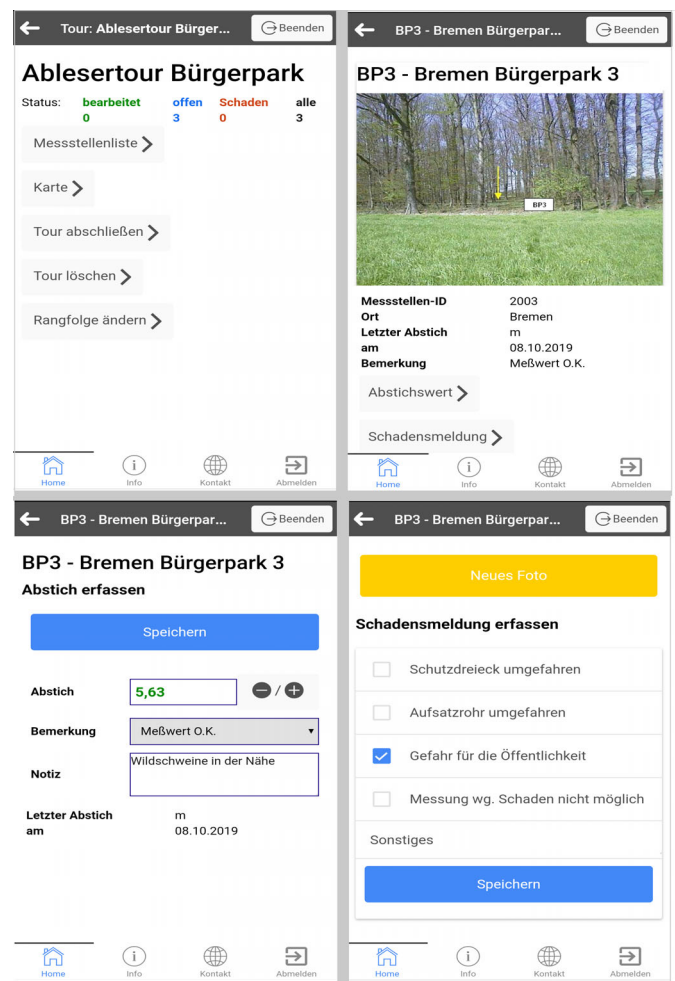 Tour: Ablesertour Bürger...
Beenden
Ablesertour Bürgerpark
Status: bearbeitet offen Schaden alle
0 3 0 3
Messstellenliste
Karte
Tour abschließen
Tour löschen
Rangfolge ändern
Home Info Kontakt Abmelden
BP3 - Bremen Bürgerpar...
Beenden
BP3 - Bremen Bürgerpark 3
BP3
Messstellen-ID 2003
Ort Bremen
Letzter Abstich m
am 08.10.2019
Bemerkung Meßwert O.K.
Abstichswert
Schadensmeldung
Home Info Kontakt Abmelden
BP3 - Bremen Bürgerpar...
Beenden
BP3 - Bremen Bürgerpark 3
Abstich erfassen
Speichern
Abstich 5,63 /
Bemerkung Meßwert O.K.
Notiz Wildschweine in der Nähe
Letzter Abstich m
am 08.10.2019
Home Info Kontakt Abmelden
BP3 - Bremen Bürgerpar...
Beenden
Neues Foto
Schadensmeldung erfassen
Schutzdreieck umgefahren
Aufsatzrohr umgefahren
Gefahr für die Öffentlichkeit
Messung wg. Schaden nicht möglich
Sonstiges
Speichern
Home Info Kontakt Abmelden